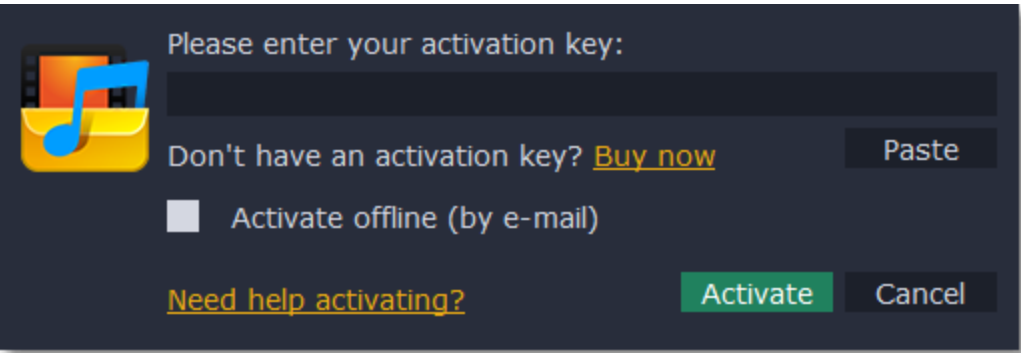 Please enter your activation key:
Don't have an activation key? Buy now
Paste
Activate offline (by e-mail)
Need help activating?
Activate
Cancel